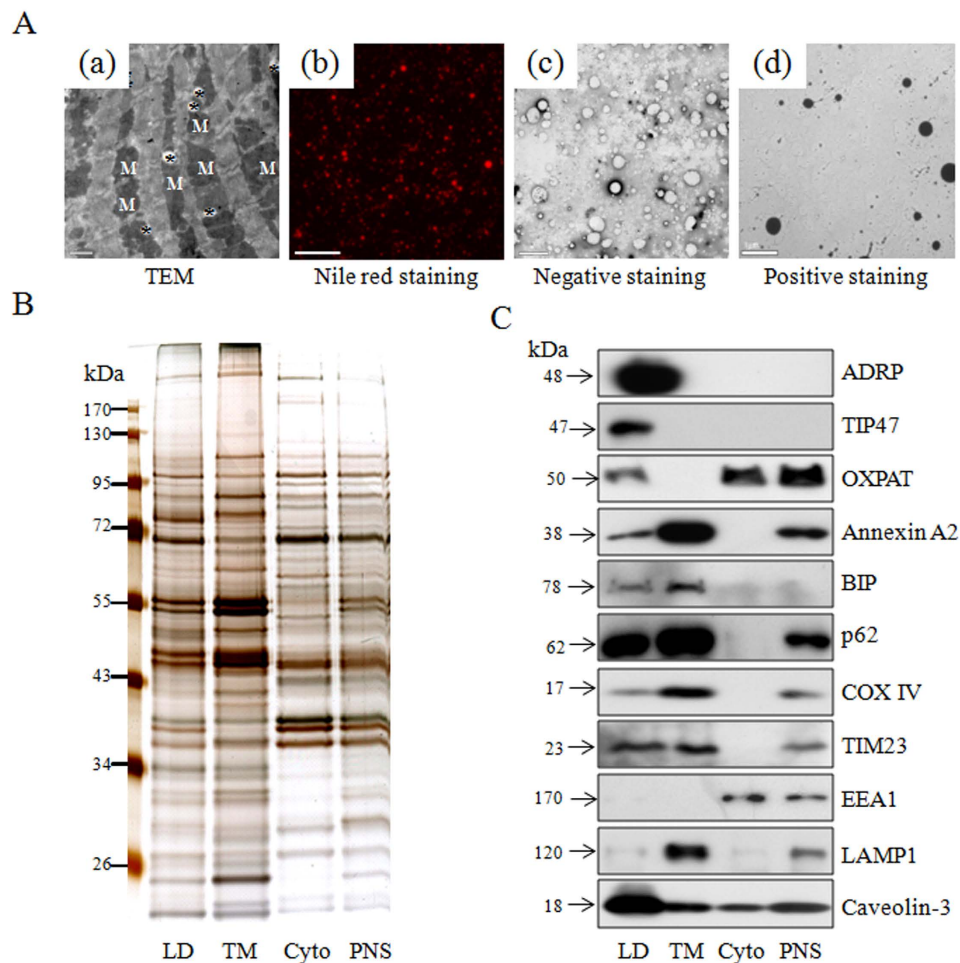 A
(a) (b) (c) (d)
* * M * M M M M M * *
TEM Nile red staining Negative staining Positive staining
B
kDa
170
130
95
72
55
43
34
26
LD TM Cyto PNS
C
kDa
48 ADRP
47 TIP47
50 OXPAT
38 Annexin A2
78 BIP
62 p62
17 COX IV
23 TIM23
170 EEA1
120 LAMP1
18 Caveolin-3
LD TM Cyto PNS